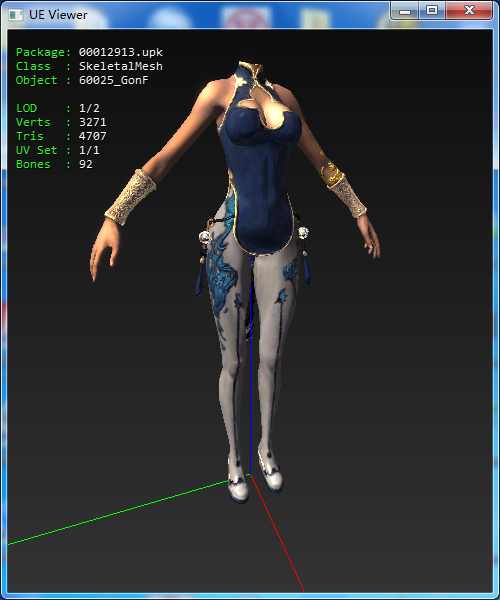 UE Viewer
Package: 00012913.upk
Class : SkeletalMesh
Object : 60025_GonF
LOD : 1/2
Verts : 3271
Tris : 4707
UV Set : 1/1
Bones : 92